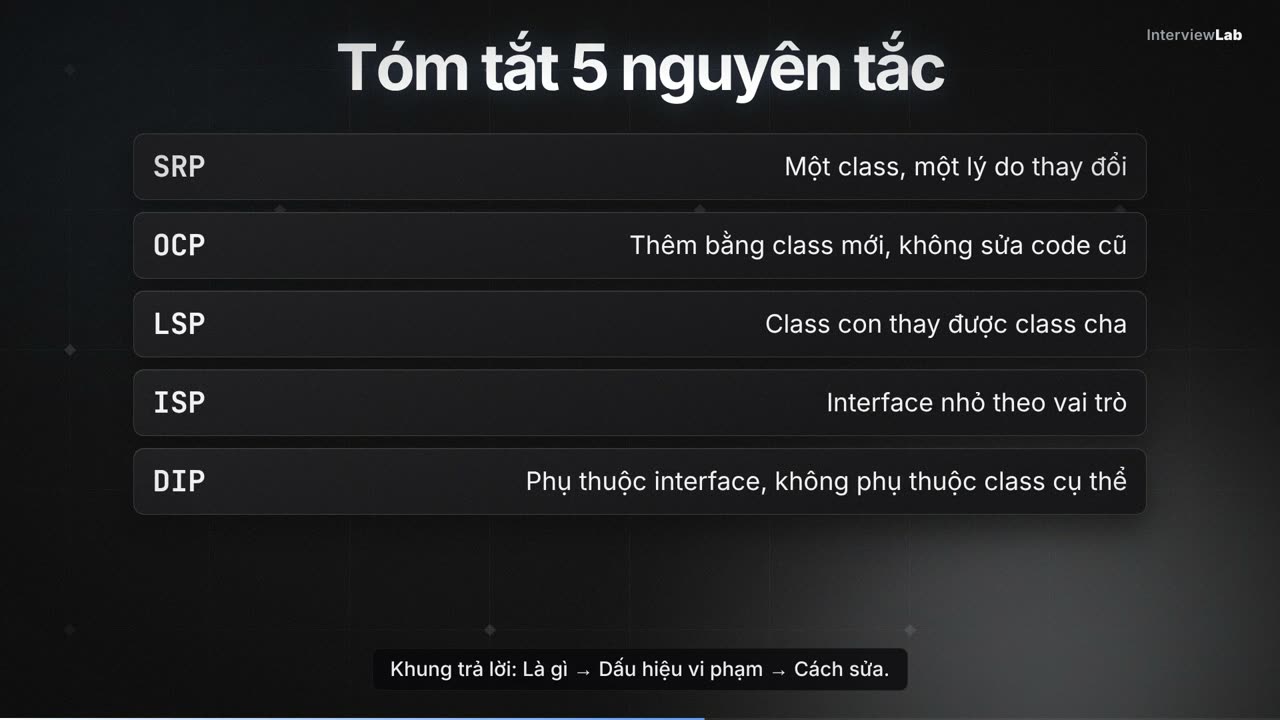 InterviewLab
Tóm tắt 5 nguyên tắc
SRP Một class, một lý do thay đổi
OCP Thêm bằng class mới, không sửa code cũ
LSP Class con thay được class cha
ISP Interface nhỏ theo vai trò
DIP Phụ thuộc interface, không phụ thuộc class cụ thể
Khung trả lời: Là gì → Dấu hiệu vi phạm → Cách sửa.